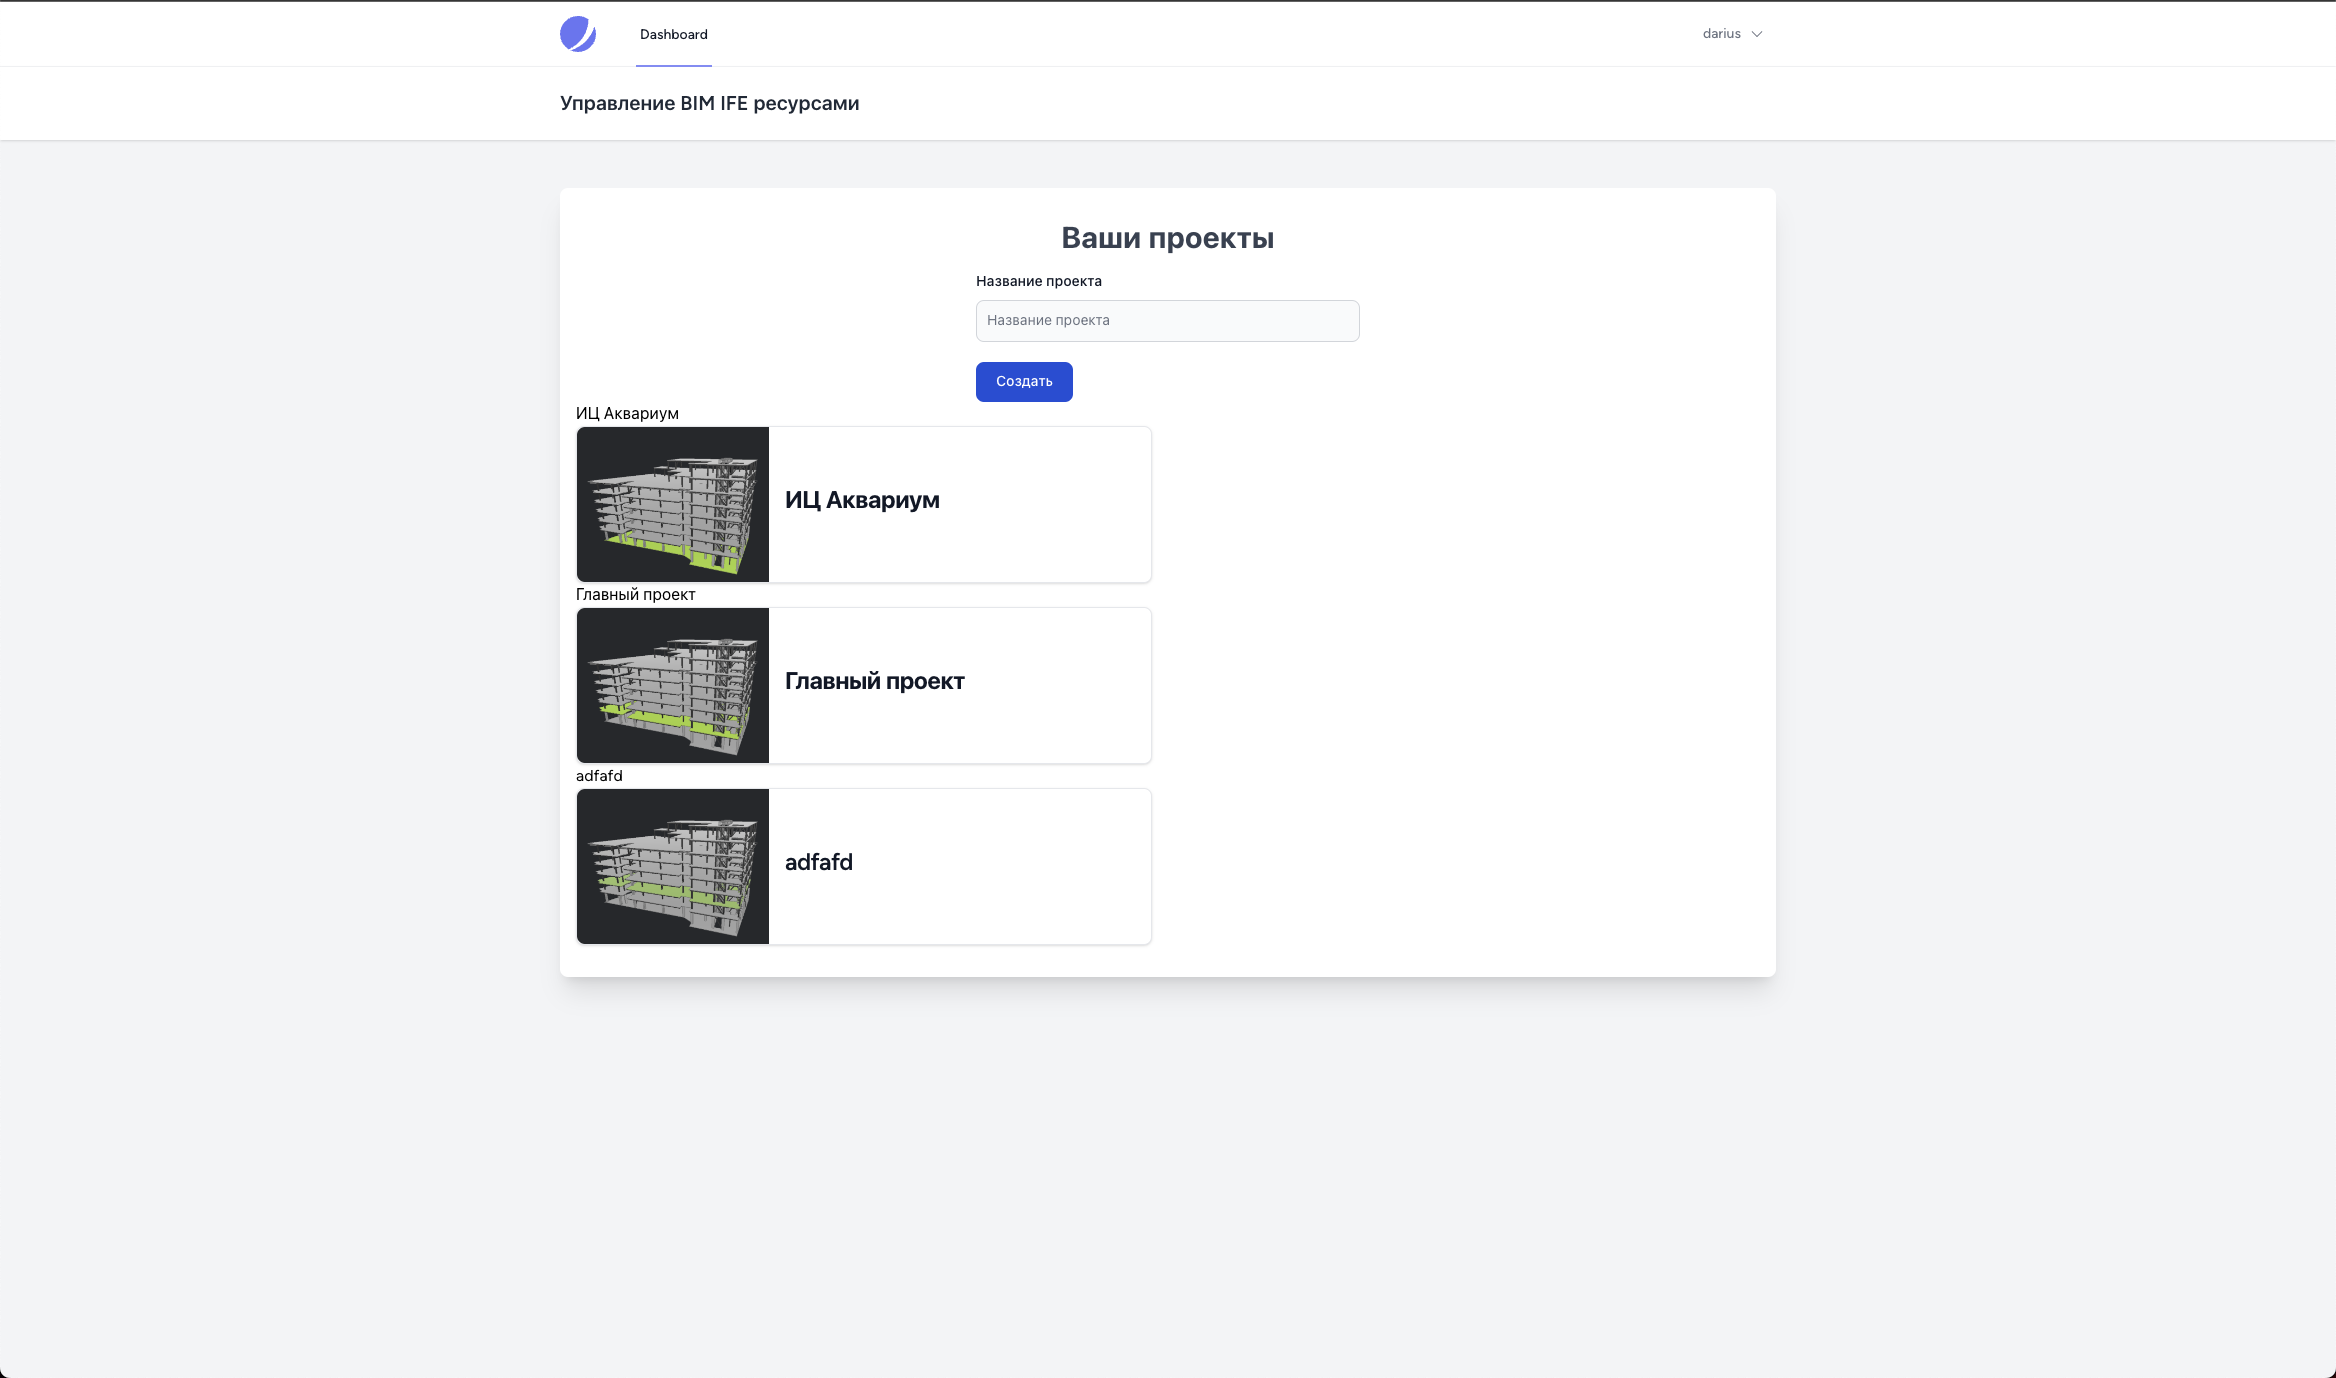 Dashboard
darius
Управление BIM IFE ресурсами
Ваши проекты
Название проекта
Название проекта
Создать
ИЦ Аквариум
ИЦ Аквариум
Главный проект
Главный проект
adfafd
adfafd